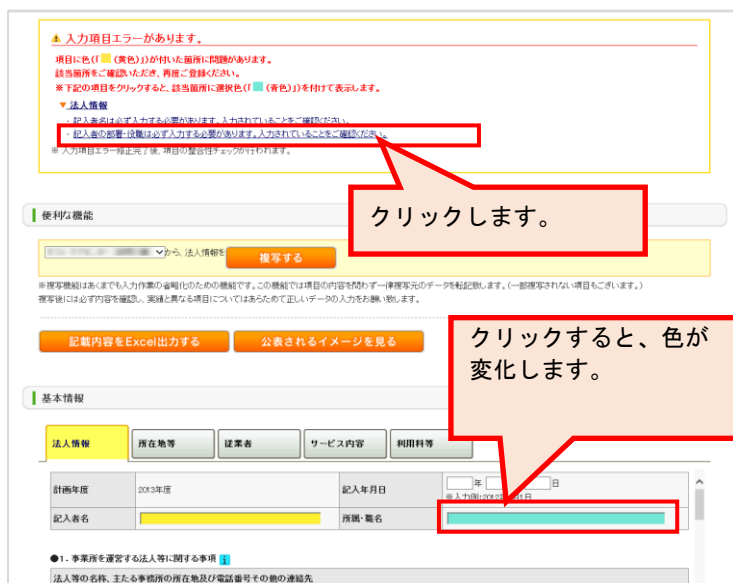 入力項目エラーがあります。
項目に色(「 (黄色)」)が付いた箇所に問題があります。
該当箇所をご確認いただき、再度ご登録ください。
※下記の項目をクリックすると、該当箇所に選択色(「 (青色)」)を付けて表示します。
▼ 法人情報
・記入者名は必ず入力する必要があります。入力されていることをご確認ください。
・記入者の部署・役職は必ず入力する必要があります。入力されていることをご確認ください。
※ 入力項目エラー修正完了後、項目の整合性チェックが行われます。
クリックします。
便利な機能
から、法人情報を 複写する
※複写機能はあくまでも入力作業の省略化のための機能です。この機能では項目の内容を問わず一律複写元のデータを転記致します。(一部複写されない項目もございます。)
複写後には必ず内容を確認し、実績と異なる項目についてはあらためて正しいデータの入力をお願い致します。
記載内容をExcel出力する 公表されるイメージを見る
クリックすると、色が
変化します。
基本情報
法人情報 所在地等 従業者 サービス内容 利用料等
計画年度 2013年度 記入年月日 年 日
※入力例:2012年 1日
記入者名 所属・職名
●1. 事業所を運営する法人等に関する事項 i
法人等の名称、主たる事務所の所在地及び電話番号その他の連絡先